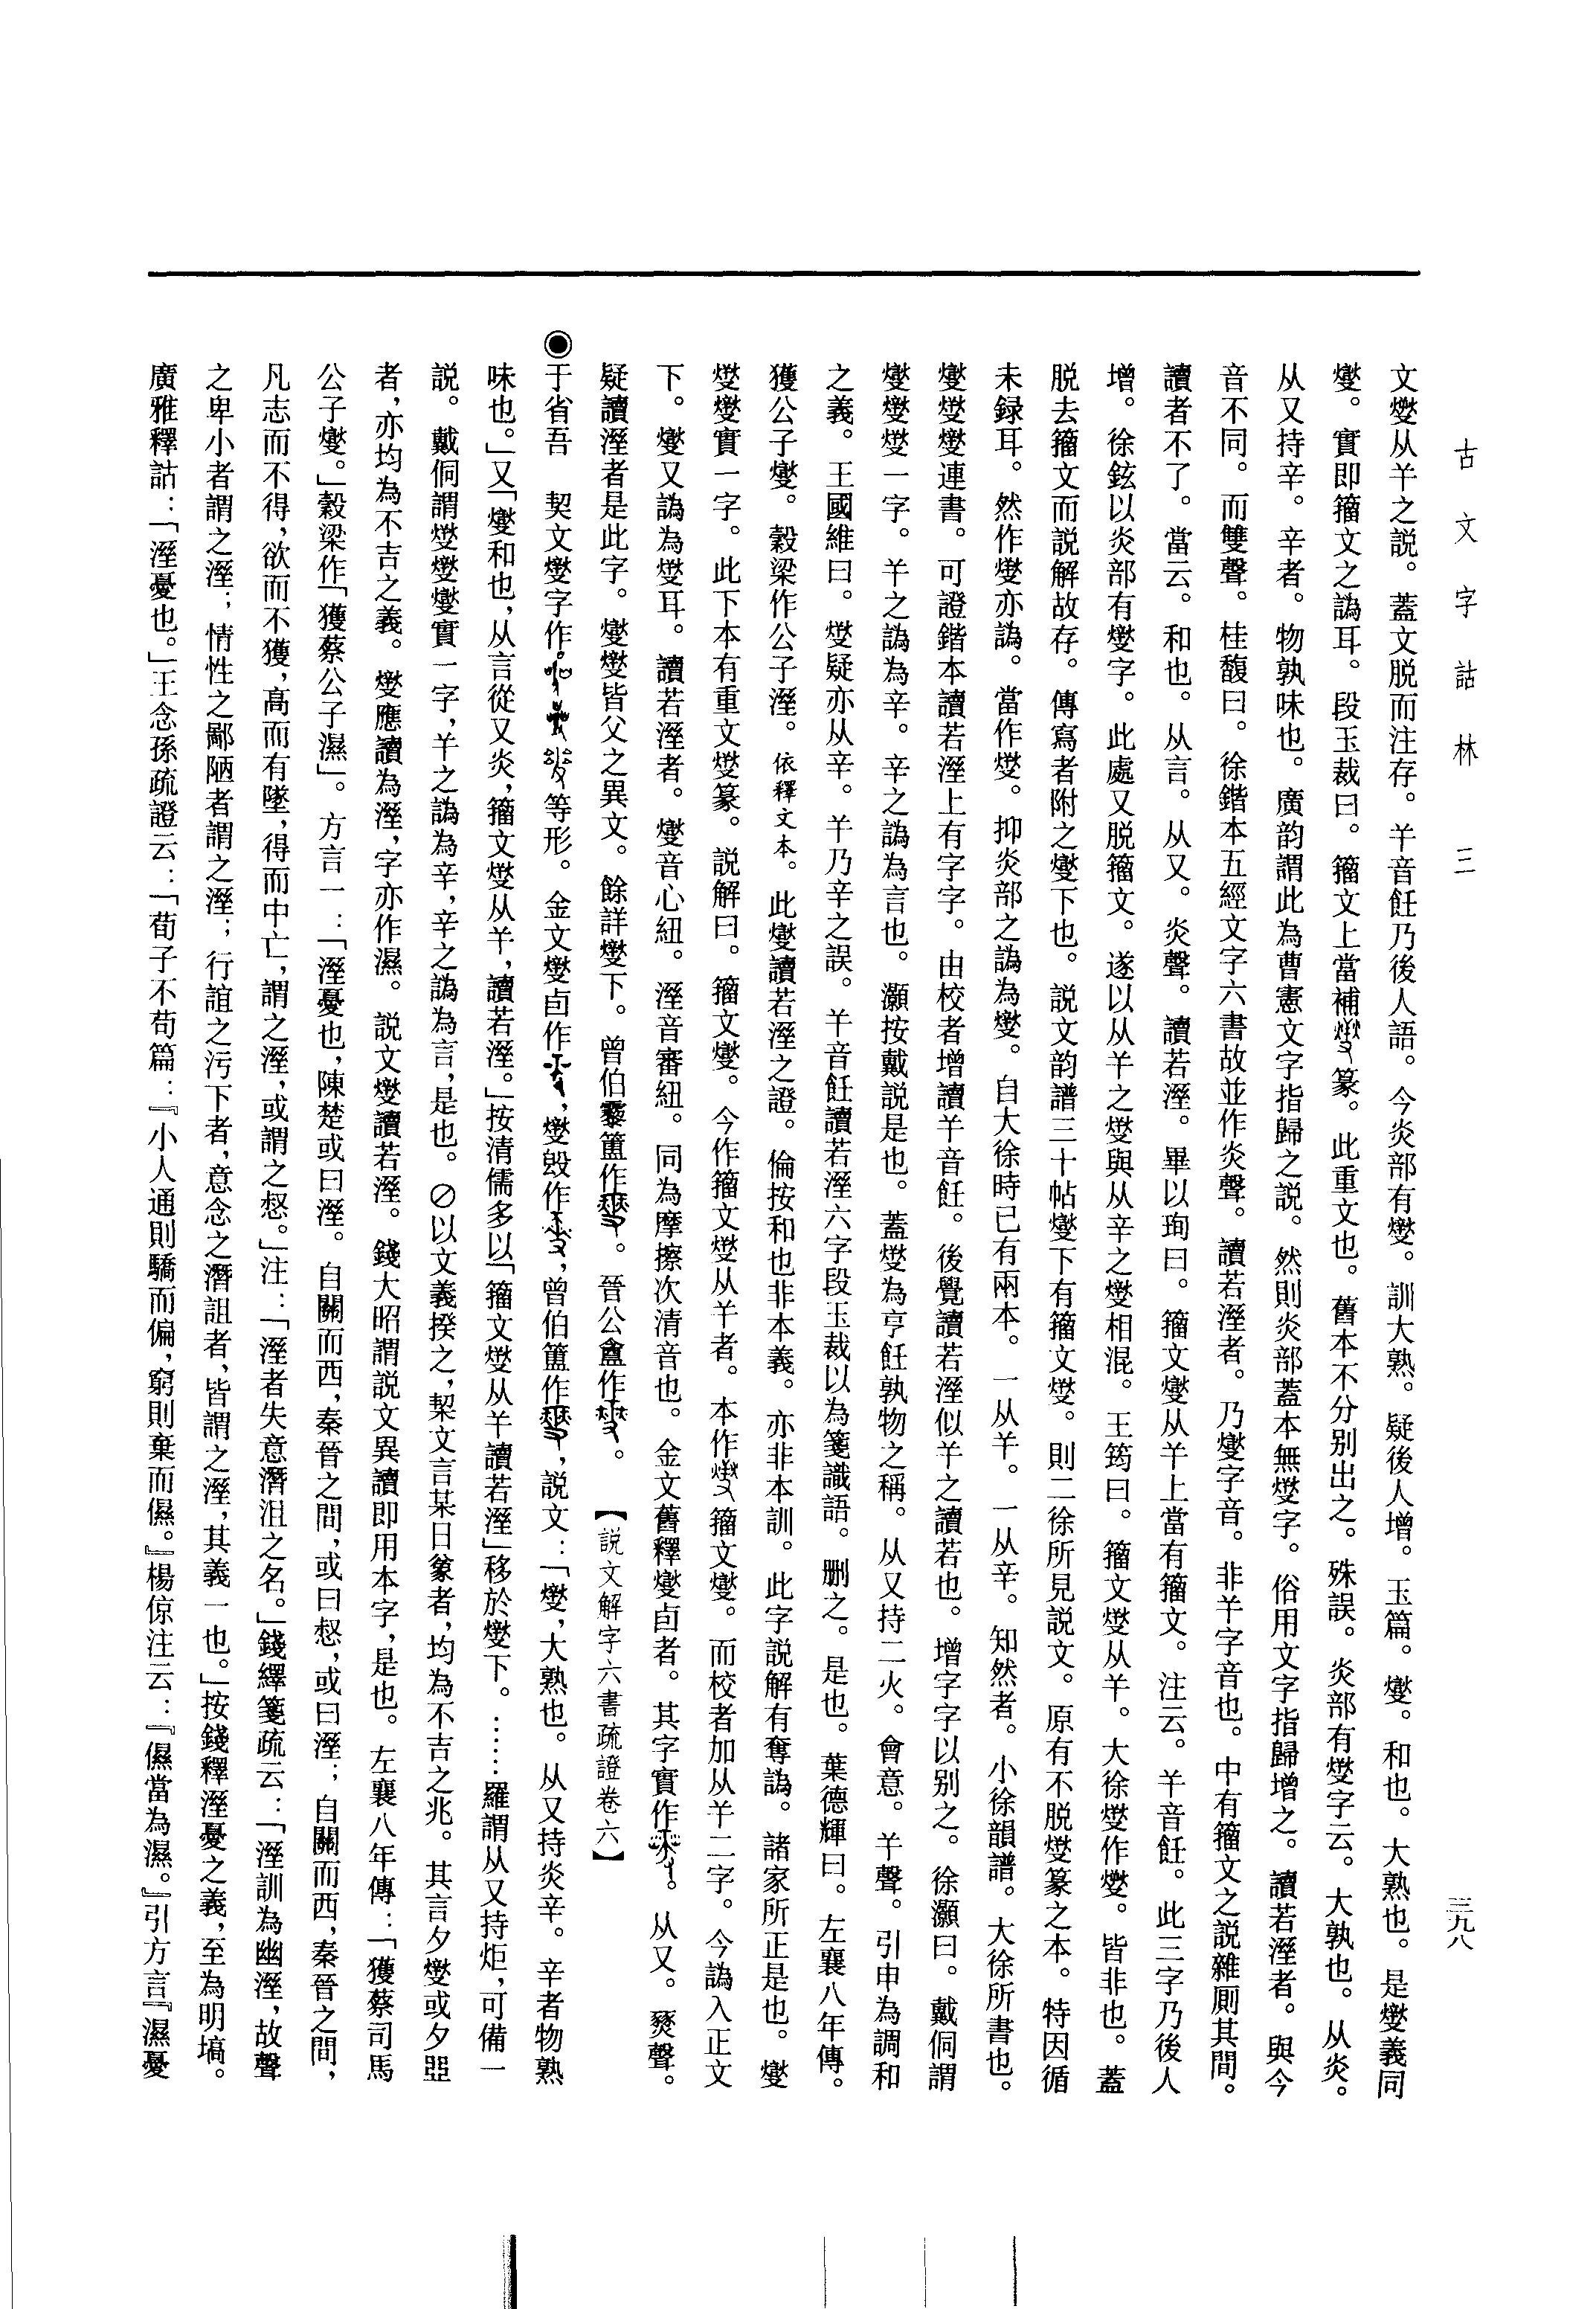 古文字詁林 三
三九八
文燮从𢆉之説。蓋文脱而注存。𢆉音飪乃後人語。今炎部有燮。訓大熟。疑後人增。玉篇。燮。和也。大熟也。是燮義同
燮。實即籀文之譌耳。段玉裁曰。籀文上當補篆。此重文也。舊本不分别出之。殊誤。炎部有燮字云。大孰也。从炎。
从又持辛。辛者。物孰味也。廣韵謂此為曹憲文字指歸之説。然則炎部蓋本無燮字。俗用文字指歸增之。讀若溼者。與今
音不同。而雙聲。桂馥曰。徐鍇本五經文字六書故並作炎聲。讀若溼者。乃燮字音。非𢆉字音也。中有籀文之説雜厠其間。
讀者不了。當云。和也。从言。从又。炎聲。讀若溼。畢以珣曰。籀文燮从𢆉上當有籀文。注云。𢆉音飪。此三字乃後人
增。徐鉉以炎部有燮字。此處又脱籀文。遂以从𢆉之燮與从辛之燮相混。王筠曰。籀文燮从𢆉。大徐燮作燮。皆非也。蓋
脱去籀文而説解故存。傳寫者附之燮下也。説文韵譜三十帖燮下有籀文燮。則二徐所見説文。原有不脱燮篆之本。特因循
未録耳。然作燮亦譌。當作燮。抑炎部之譌為燮。自大徐時已有兩本。一从𢆉。一从辛。知然者。小徐韻譜。大徐所書也。
燮燮燮連書。可證鍇本讀若溼上有字字。由校者增讀𢆉音飪。後覺讀若溼似𢆉之讀若也。增字字以别之。徐灝曰。戴侗謂
燮燮燮一字。𢆉之譌為辛。辛之譌為言也。灝按戴説是也。蓋燮為亨飪孰物之稱。从又持二火。會意。𢆉聲。引申為調和
之義。王國維曰。燮疑亦从辛。𢆉乃辛之誤。𢆉音飪讀若溼六字段玉裁以為箋識語。删之。是也。葉德輝曰。左襄八年傳。
獲公子燮。穀梁作公子溼。依釋文本。此燮讀若溼之證。倫按和也非本義。亦非本訓。此字説解有奪譌。諸家所正是也。燮
燮燮實一字。此下本有重文燮篆。説解曰。籀文燮。今作籀文燮从𢆉者。本作籀文燮。而校者加从𢆉二字。今譌入正文
下。燮又譌為燮耳。讀若溼者。燮音心紐。溼音審紐。同為摩擦次清音也。金文舊釋燮卣者。其字實作。从又。㷋聲。
疑讀溼者是此字。燮燮皆父之異文。餘詳燮下。曾伯𩃷簠作。晉公𥂴作。【説文解字六書疏證卷六】
◉于省吾 契文燮字作等形。金文燮卣作，燮毁作，曾伯簠作，説文：「燮，大熟也。从又持炎辛。辛者物熟
味也。」又「燮和也，从言從又炎，籀文燮从𢆉，讀若溼。」按清儒多以「籀文燮从𢆉讀若溼」移於燮下。……羅謂从又持炬，可備一
説。戴侗謂燮燮燮實一字，𢆉之譌為辛，辛之譌為言，是也。∅以文義揆之，契文言某日者，均為不吉之兆。其言夕燮或夕𡆥
者，亦均為不吉之義。燮應讀為溼，字亦作濕。説文燮讀若溼。錢大昭謂説文異讀即用本字，是也。左襄八年傳：「獲蔡司馬
公子燮。」穀梁作「獲蔡公子濕」。方言一：「溼憂也，陳楚或曰溼。自關而西，秦晉之間，或曰惄，或曰溼；自關而西，秦晉之間，
凡志而不得，欲而不獲，高而有墜，得而中亡，謂之溼，或謂之惄。」注：「溼者失意潛沮之名。」錢繹箋疏云：「溼訓為幽溼，故聲
之卑小者謂之溼；情性之鄙陋者謂之溼；行誼之污下者，意念之潛詛者，皆謂之溼，其義一也。」按錢釋溼憂之義，至為明塙。
廣雅釋詁：「溼憂也。」王念孫疏證云：「荀子不苟篇：『小人通則驕而偏，窮則棄而儑。』楊倞注云：『儑當為濕。』引方言『濕憂